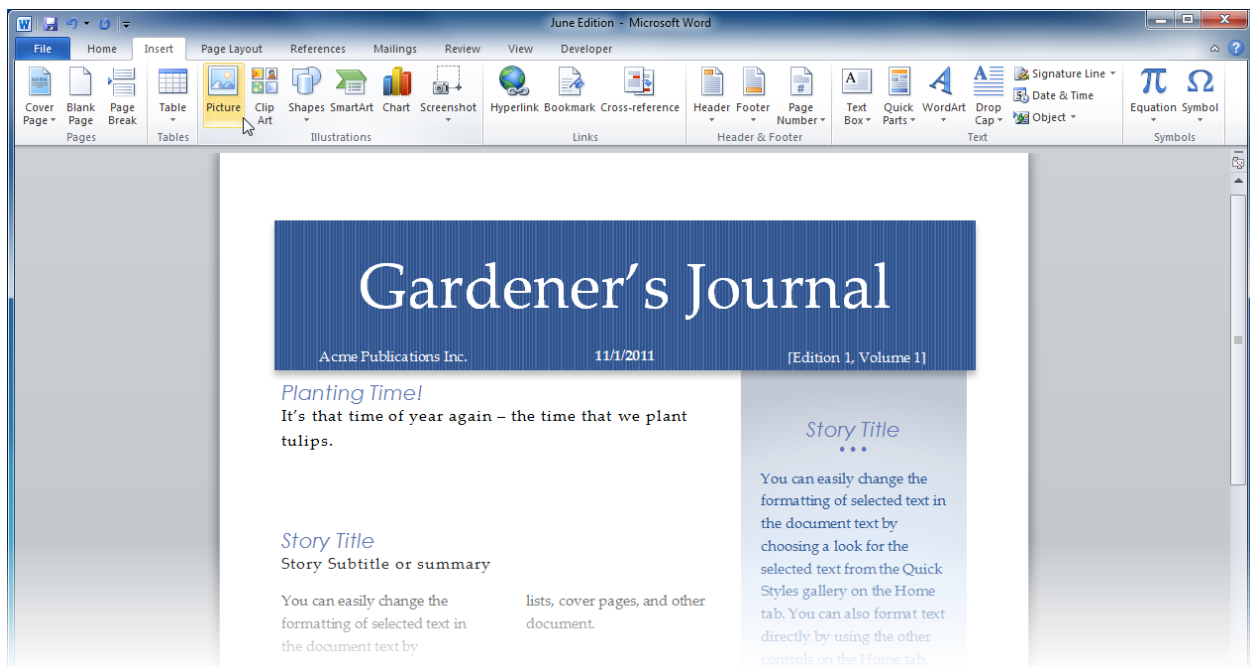 June Edition - Microsoft Word
File Home Insert Page Layout References Mailings Review View Developer
Cover Page
Blank Page
Page Break
Pages
Table
Tables
Picture
Clip Art
Shapes
SmartArt
Chart
Screenshot
Illustrations
Hyperlink
Bookmark
Cross-reference
Links
Header
Footer
Page Number
Header & Footer
A
Text Box
Quick Parts
WordArt
Drop Cap
Signature Line
Date & Time
Object
Text
π
Equation
Ω
Symbol
Symbols
Gardener's Journal
Acme Publications Inc. 11/1/2011 [Edition 1, Volume 1]
Planting Time!
It's that time of year again – the time that we plant
tulips.
Story Title
Story Subtitle or summary
You can easily change the
formatting of selected text in
the document text by
lists, cover pages, and other
document.
Story Title
• • •
You can easily change the
formatting of selected text in
the document text by
choosing a look for the
selected text from the Quick
Styles gallery on the Home
tab. You can also format text
directly by using the other
controls on the Home tab.